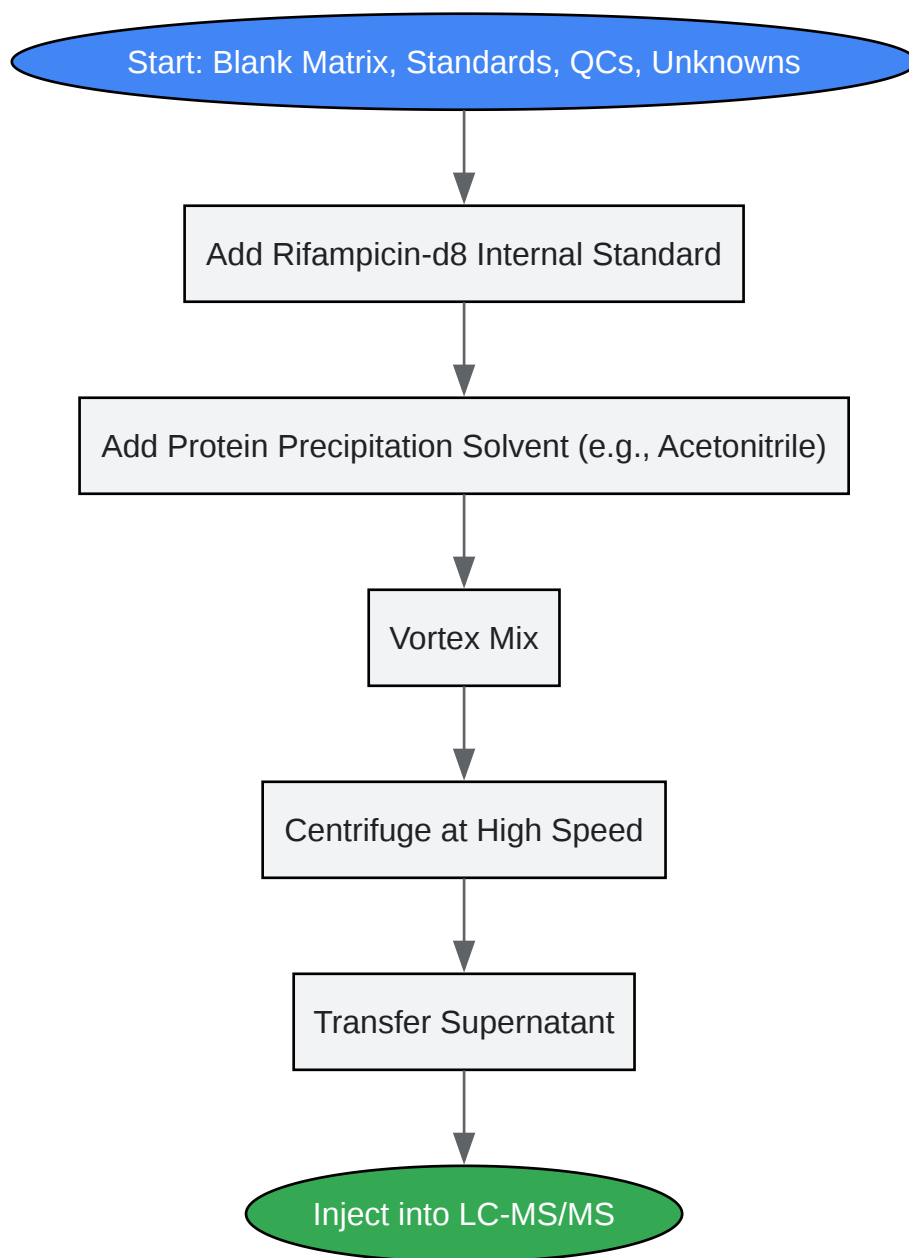 Start: Blank Matrix, Standards, QCs, Unknowns
Add Rifampicin-d8 Internal Standard
Add Protein Precipitation Solvent (e.g., Acetonitrile)
Vortex Mix
Centrifuge at High Speed
Transfer Supernatant
Inject into LC-MS/MS